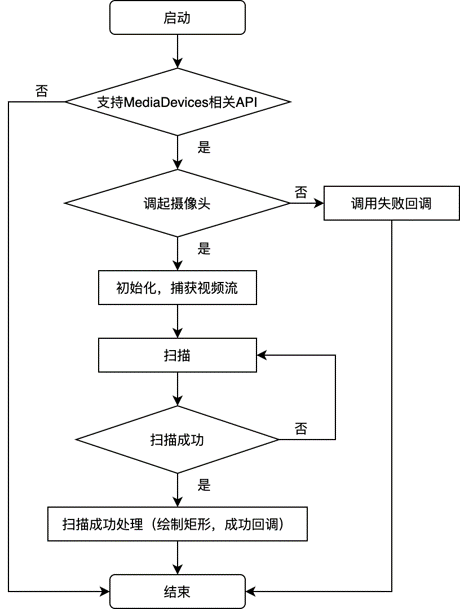 启动
否
支持MediaDevices相关API
是
调起摄像头
否
调用失败回调
是
初始化，捕获视频流
扫描
扫描成功
否
是
扫描成功处理（绘制矩形，成功回调）
结束